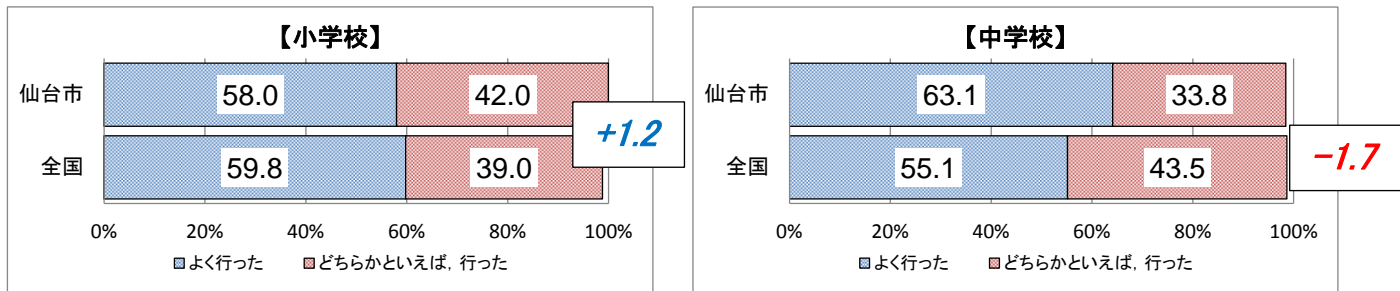 【小学校】
仙台市
58.0
42.0
全国
59.8
39.0
+1.2
0%
20%
40%
60%
80%
100%
よく行った
どちらかといえば，行った
【中学校】
仙台市
63.1
33.8
全国
55.1
43.5
−1.7
0%
20%
40%
60%
80%
100%
よく行った
どちらかといえば，行った